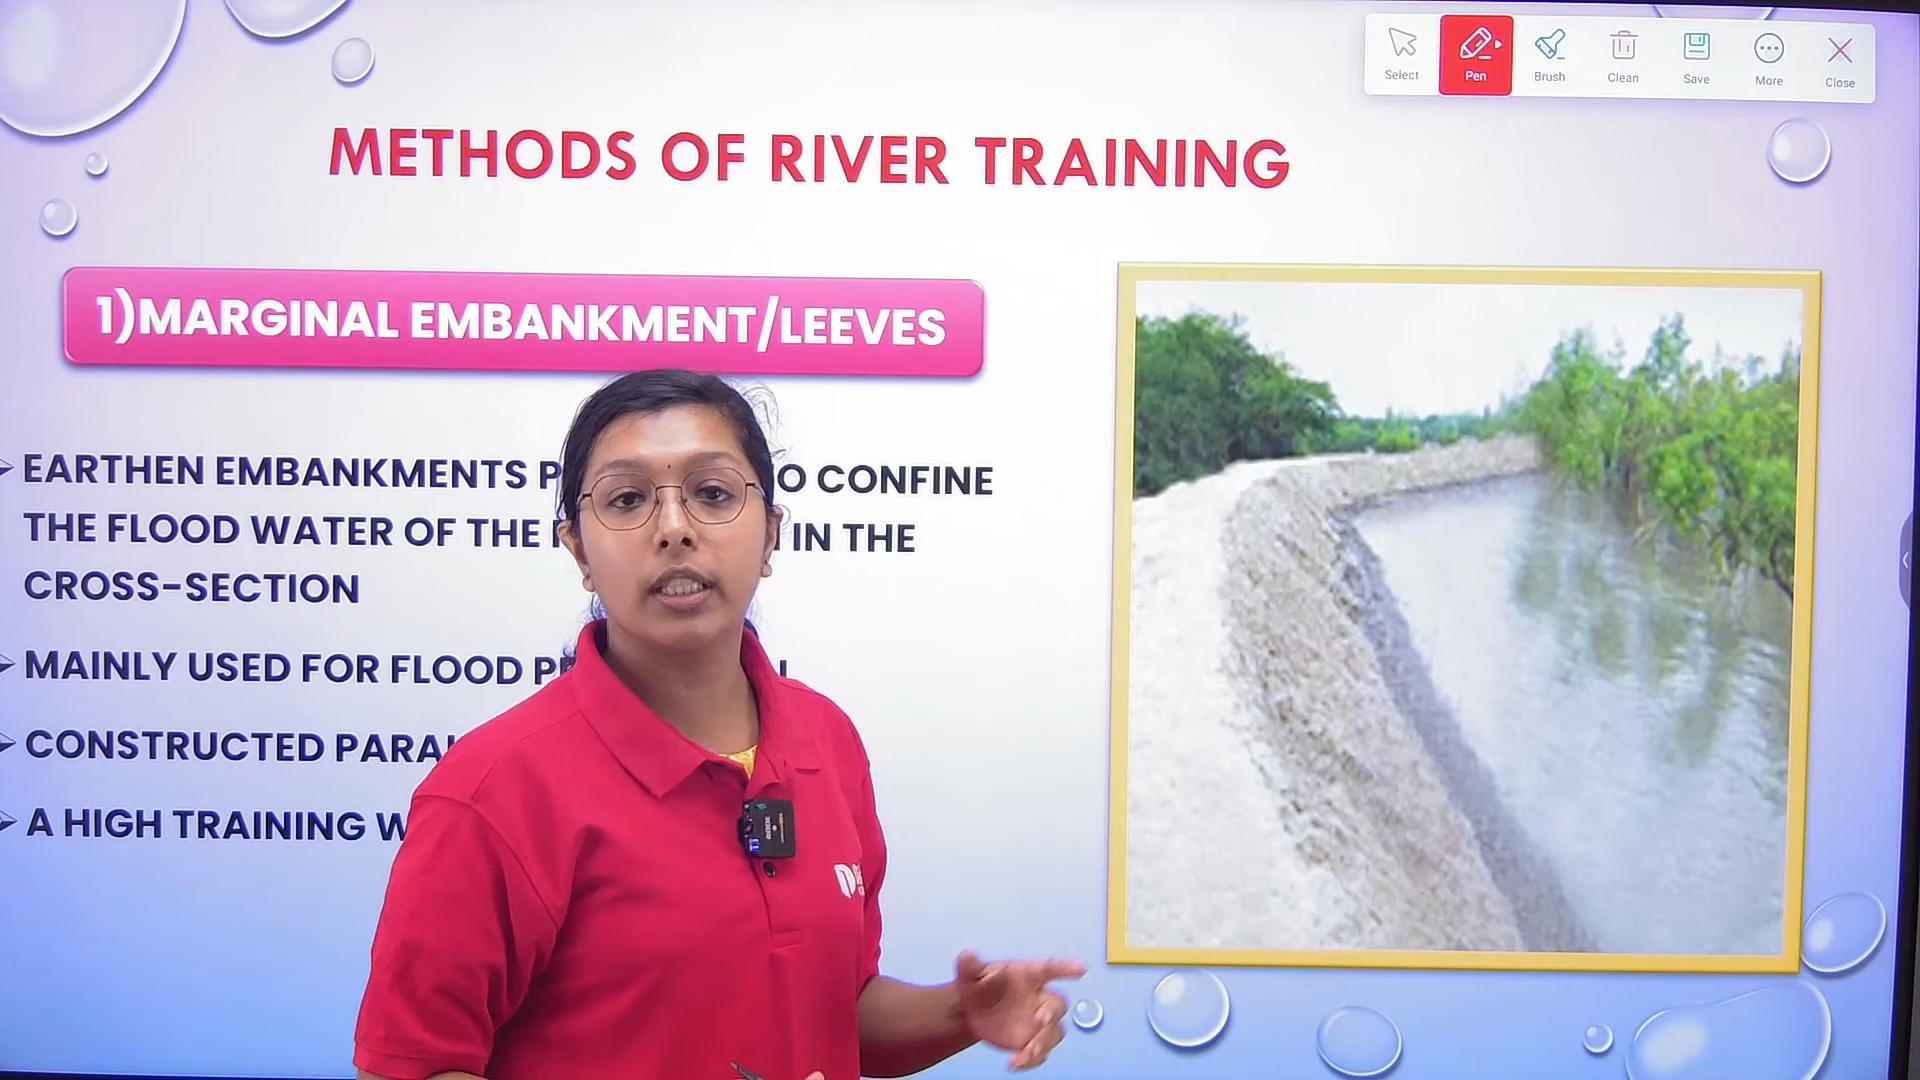 Select Pen Brush Clean Save More Close
METHODS OF RIVER TRAINING
1)MARGINAL EMBANKMENT/LEEVES
EARTHEN EMBANKMENTS CONFINE
THE FLOOD WATER OF THE IN THE
CROSS-SECTION
MAINLY USED FOR FLOOD
CONSTRUCTED
A HIGH TRAINING